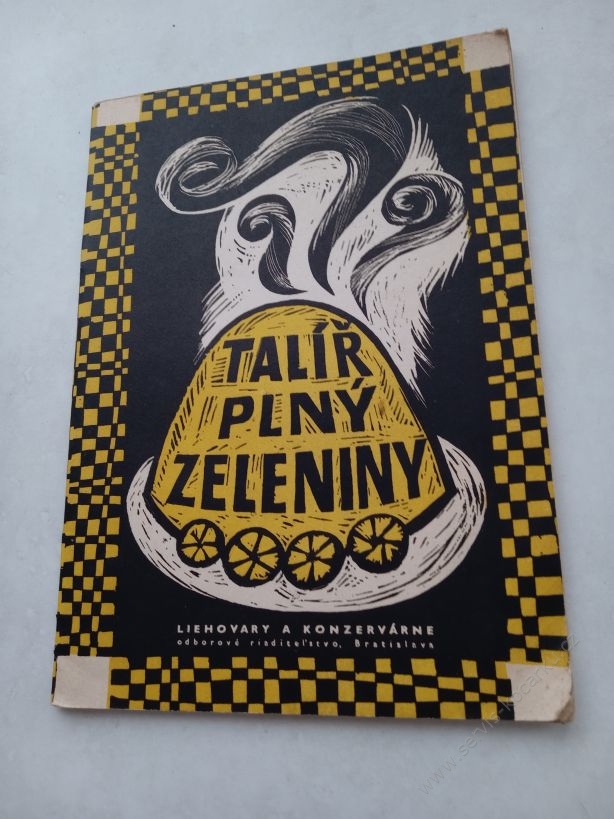 TALÍŘ
PLNÝ
ZELENINY
LIEHOVARY A KONZERVÁRNE
odborové riaditeľstvo, Bratislava